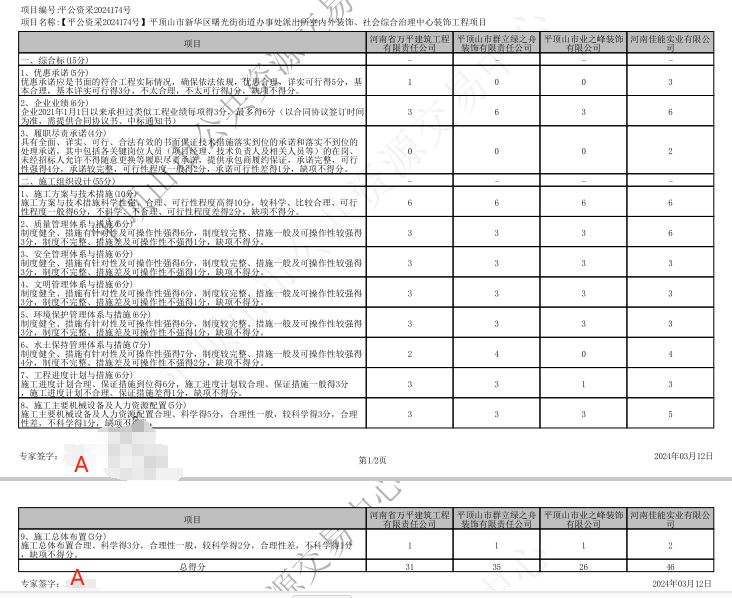 项目编号:平公资采2024174号
项目名称:【平公资采2024174号】平顶山市新华区曙光街道办事处派出所室内外装饰、社会综合治理中心装饰工程项目
项目 河南省万平建筑工程有限责任公司 平顶山市群立绿之舟装饰有限责任公司 平顶山市业之峰装饰有限公司 河南佳能实业有限公司
一、综合标(15分) – – – –
1、优惠承诺(5分)
优惠承诺应是书面的符合工程实际情况, 确保依法依规, 优惠合理、详实可行得5分, 基
本合理, 基本详实可行得3分, 不太合理, 不太可行得1分, 缺项不得分。
1 0 0 3
2、企业业绩(6分)
企业2021年1月1日以来承担过类似工程业绩每项得3分, 最多得6分 (以合同协议签订时间
为准, 需提供合同协议书、中标通知书)
3 6 3 6
3、履职尽责承诺(4分)
具有全面、详实、可行、合法有效的书面保证技术措施落实到位的承诺和落实不到位的
处理承诺, 其中包括各关键岗位人员 (项目经理、技术负责人及相关人员等) 的在岗、
未经招标人允许不得随意更换等履职尽责承诺, 提供承包商履约保证, 承诺完整, 可行
性强得4分, 承诺较完整, 可行性程度一般得2分, 承诺可行性差得1分, 缺项不得分。
0 0 0 2
二、施工组织设计(55分) – – – –
1、施工方案与技术措施(10分)
施工方案与技术措施科学性强、合理、可行性程度高得10分, 较科学、比较合理、可行
性程度一般得6分, 不科学、不合理、可行性程度差得2分, 缺项不得分。
6 6 6 6
2、质量管理体系与措施(6分)
制度健全、措施有针对性及可操作性强得6分, 制度较完整、措施一般及可操作性较强得
3分, 制度不完整、措施差及可操作性不强得1分, 缺项不得分。
3 3 3 6
3、安全管理体系与措施(6分)
制度健全、措施有针对性及可操作性强得6分, 制度较完整、措施一般及可操作性较强得
3分, 制度不完整、措施差及可操作性不强得1分, 缺项不得分。
3 3 3 3
4、文明管理体系与措施(6分)
制度健全、措施有针对性及可操作性强得6分, 制度较完整、措施一般及可操作性较强得
3分, 制度不完整、措施差及可操作性不强得1分, 缺项不得分。
3 3 3 3
5、环境保护管理体系与措施(6分)
制度健全、措施有针对性及可操作性强得6分, 制度较完整、措施一般及可操作性较强得
3分, 制度不完整、措施差及可操作性不强得1分, 缺项不得分。
3 3 3 3
6、水土保持管理体系与措施(7分)
制度健全、措施有针对性及可操作性强得7分, 制度较完整、措施一般及可操作性较强得
4分, 制度不完整、措施差及可操作性不强得2分, 缺项不得分。
2 4 0 4
7、工程进度计划与措施(6分)
施工进度计划合理、保证措施到位得6分, 施工进度计划较合理、保证措施一般得3分
, 施工进度计划不合理、保证措施差得1分, 缺项不得分。
3 3 1 3
8、施工主要机械设备及人力资源配置(5分)
施工主要机械设备及人力资源配置合理、科学得5分, 合理性一般, 较科学得3分, 合理
性差, 不科学得1分, 缺项不得分。
3 3 3 5
专家签字:
A
第1/2页
2024年03月12日
项目 河南省万平建筑工程有限责任公司 平顶山市群立绿之舟装饰有限责任公司 平顶山市业之峰装饰有限公司 河南佳能实业有限公司
9、施工总体布置(3分)
施工总体布置合理、科学得3分, 合理性一般, 较科学得2分, 合理性差, 不科学得1分
, 缺项不得分。
1 1 1 2
总得分 31 35 26 46
专家签字:
A
2024年03月12日